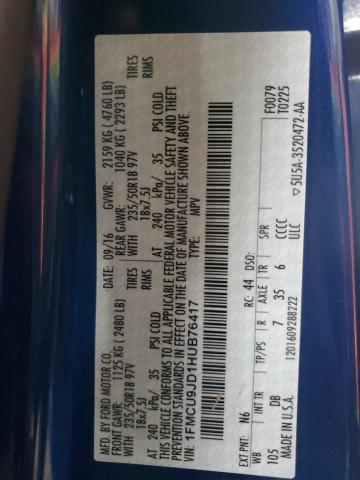 MFD. BY FORD MOTOR CO.
DATE: 09/16 GVWR: 2159 KG ( 4760 LB)
FRONT GAWR: REAR GAWR:
1125 KG ( 2480 LB) 1040 KG ( 2293 LB)
WITH WITH
235/50R18 97V TIRES 235/50R18 97V TIRES
18x7.5J RIMS 18x7.5J RIMS
AT 240 kPa/ 35 PSI COLD AT 240 kPa/ 35 PSI COLD
THIS VEHICLE CONFORMS TO ALL APPLICABLE FEDERAL MOTOR VEHICLE SAFETY AND THEFT
PREVENTION STANDARDS IN EFFECT ON THE DATE OF MANUFACTURE SHOWN ABOVE.
VIN: 1FMCU9JD1HUB76417
TYPE: MPV
F0079
T0225
EXT PNT: N6 RC: 44 DSO:
WB INT TR TP/PS R AXLE TR SPR
105 DB 7 35 6 CCCC
ULC
MADE IN U.S.A.
1201609288222
▽5U5A-3520472-AA